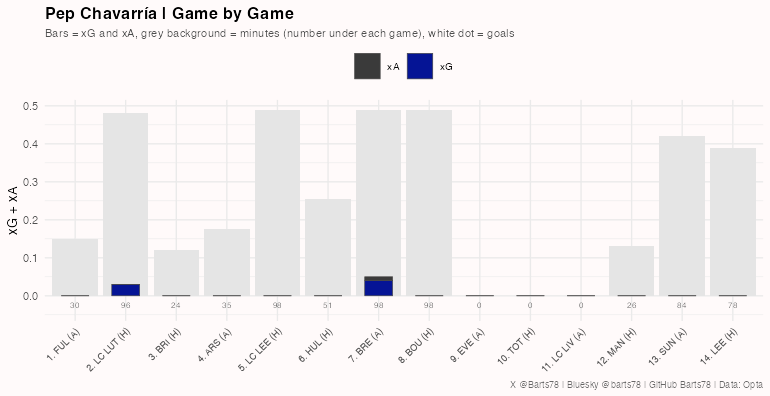 Pep Chavarría | Game by Game
Bars = xG and xA, grey background = minutes (number under each game), white dot = goals
xA xG
xG + xA
0.5
0.4
0.3
0.2
0.1
0.0
30 96 24 35 98 51 98 98 0 0 0 26 84 78
1. FUL (A)
2. LC LUT (H)
3. BRI (H)
4. ARS (A)
5. LC LEE (H)
6. HUL (H)
7. BRE (A)
8. BOU (H)
9. EVE (A)
10. TOT (H)
11. LC LIV (A)
12. MAN (H)
13. SUN (A)
14. LEE (H)
X @Barts78 | Bluesky @barts78 | GitHub Barts78 | Data: Opta